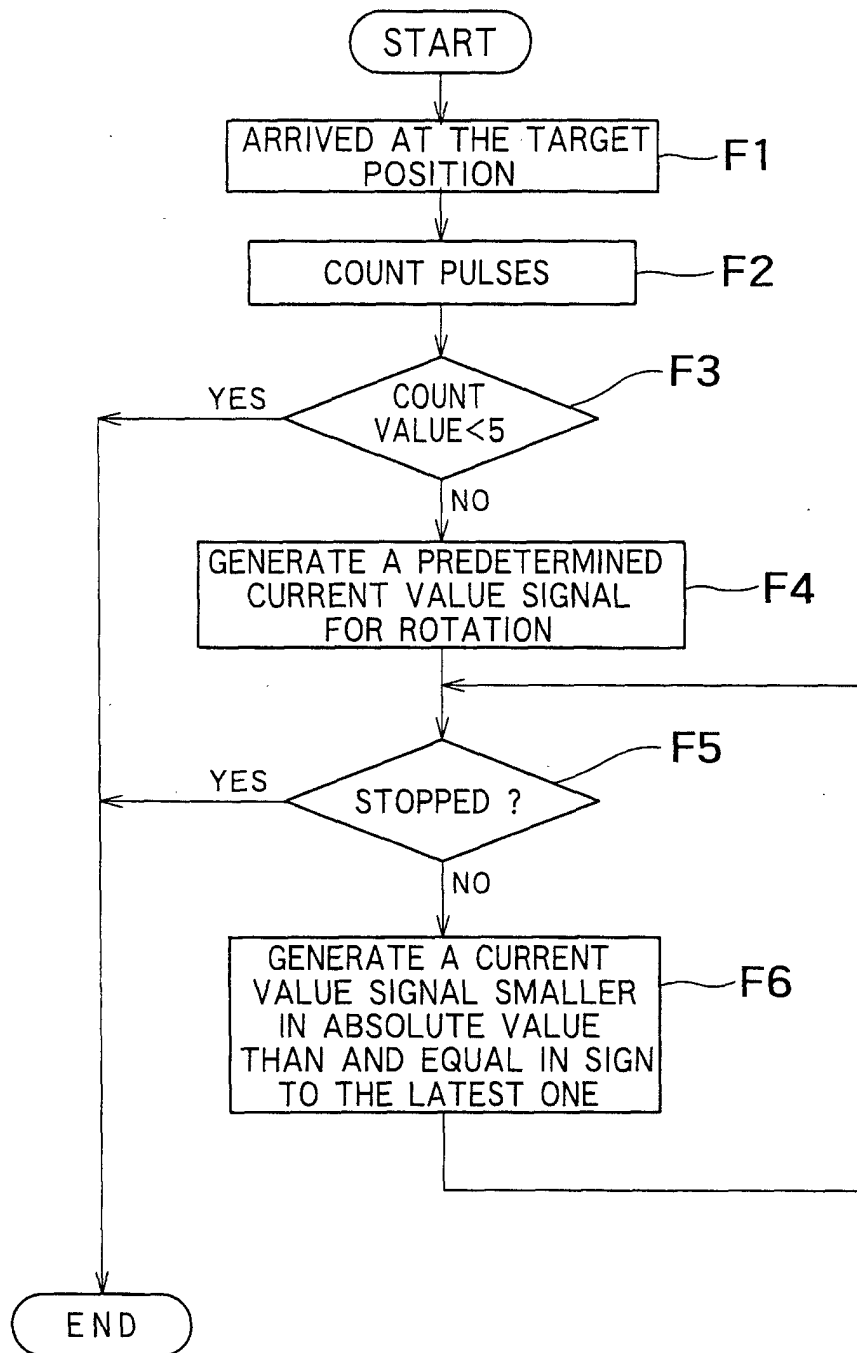 START
ARRIVED AT THE TARGET
POSITION
F1
COUNT PULSES
F2
F3
YES
COUNT
VALUE<5
NO
GENERATE A PREDETERMINED
CURRENT VALUE SIGNAL
FOR ROTATION
F4
F5
YES
STOPPED ?
NO
GENERATE A CURRENT
VALUE SIGNAL SMALLER
IN ABSOLUTE VALUE
THAN AND EQUAL IN SIGN
TO THE LATEST ONE
F6
END